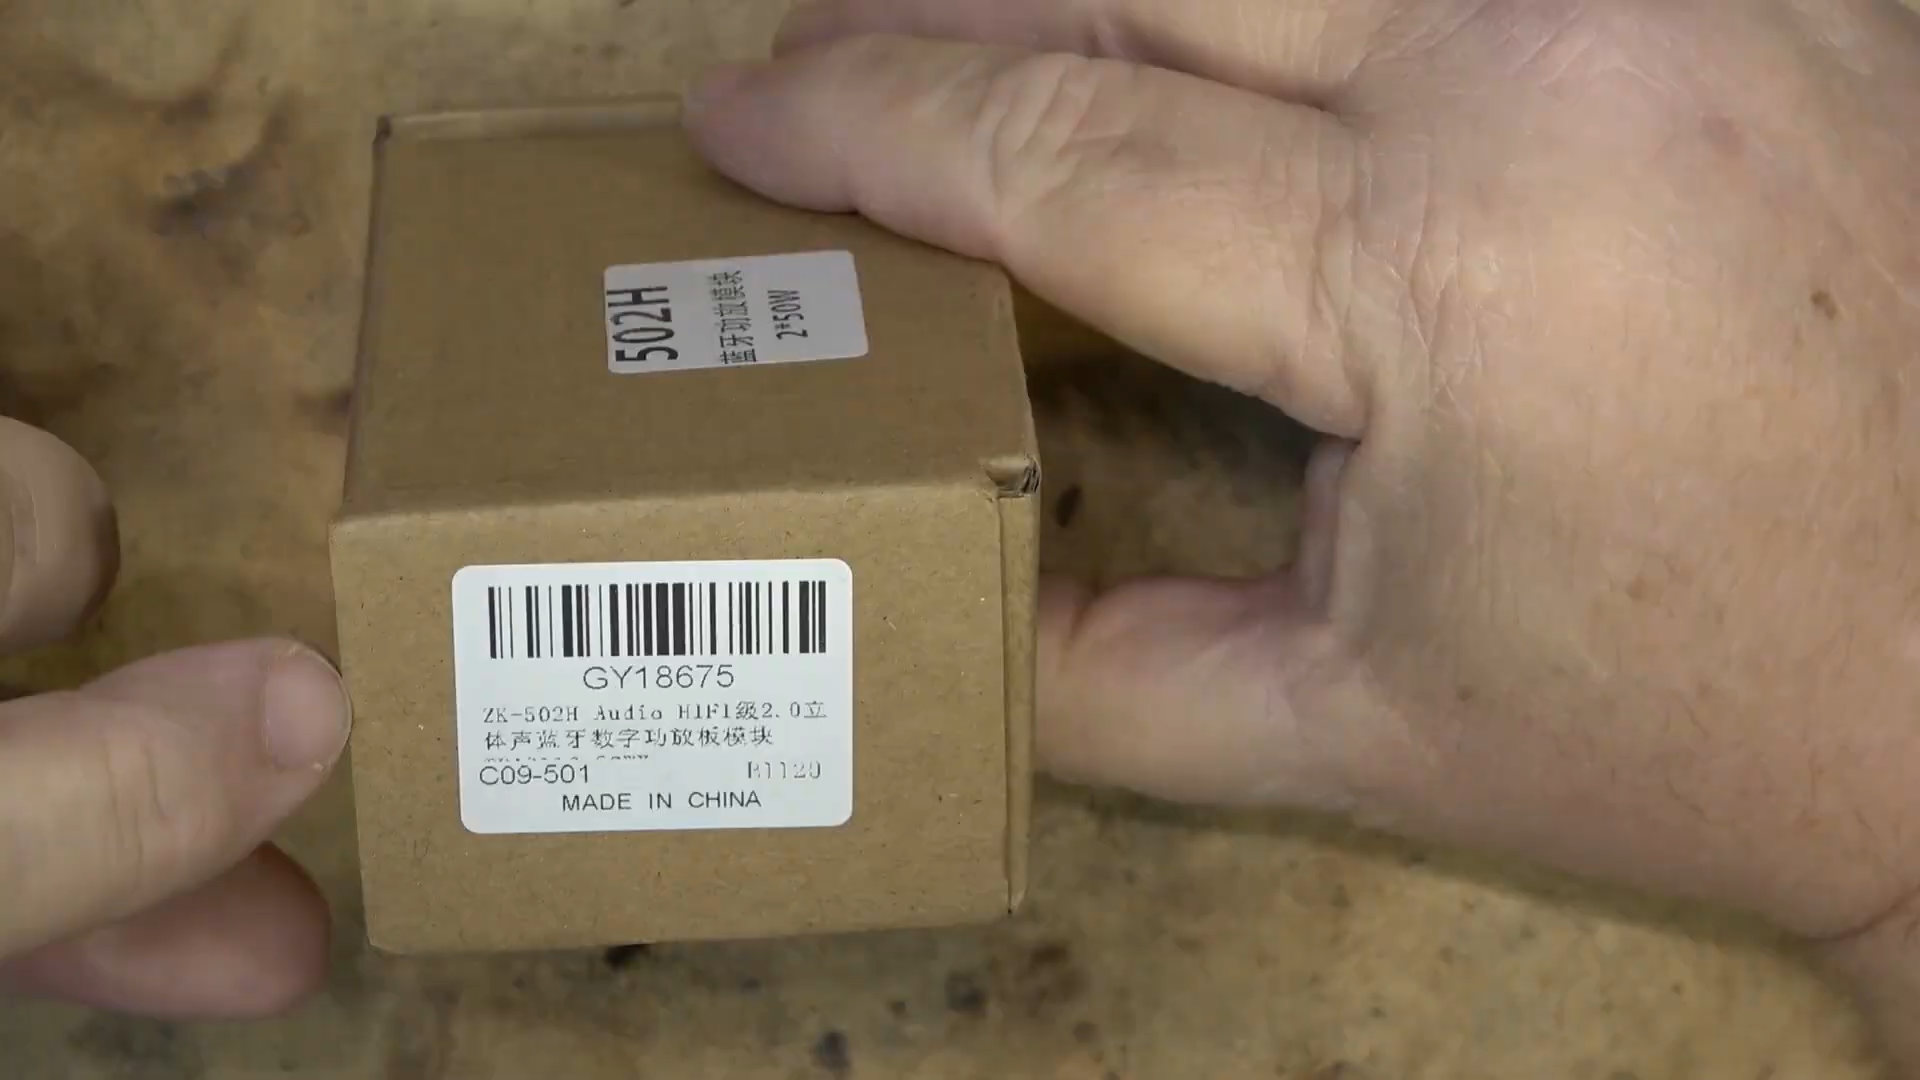 502H
蓝牙功放模块
2*50W
GY18675
ZK-502H Audio HIFI级2.0立
体声蓝牙数字功放板模块
C09-501
B1120
MADE IN CHINA